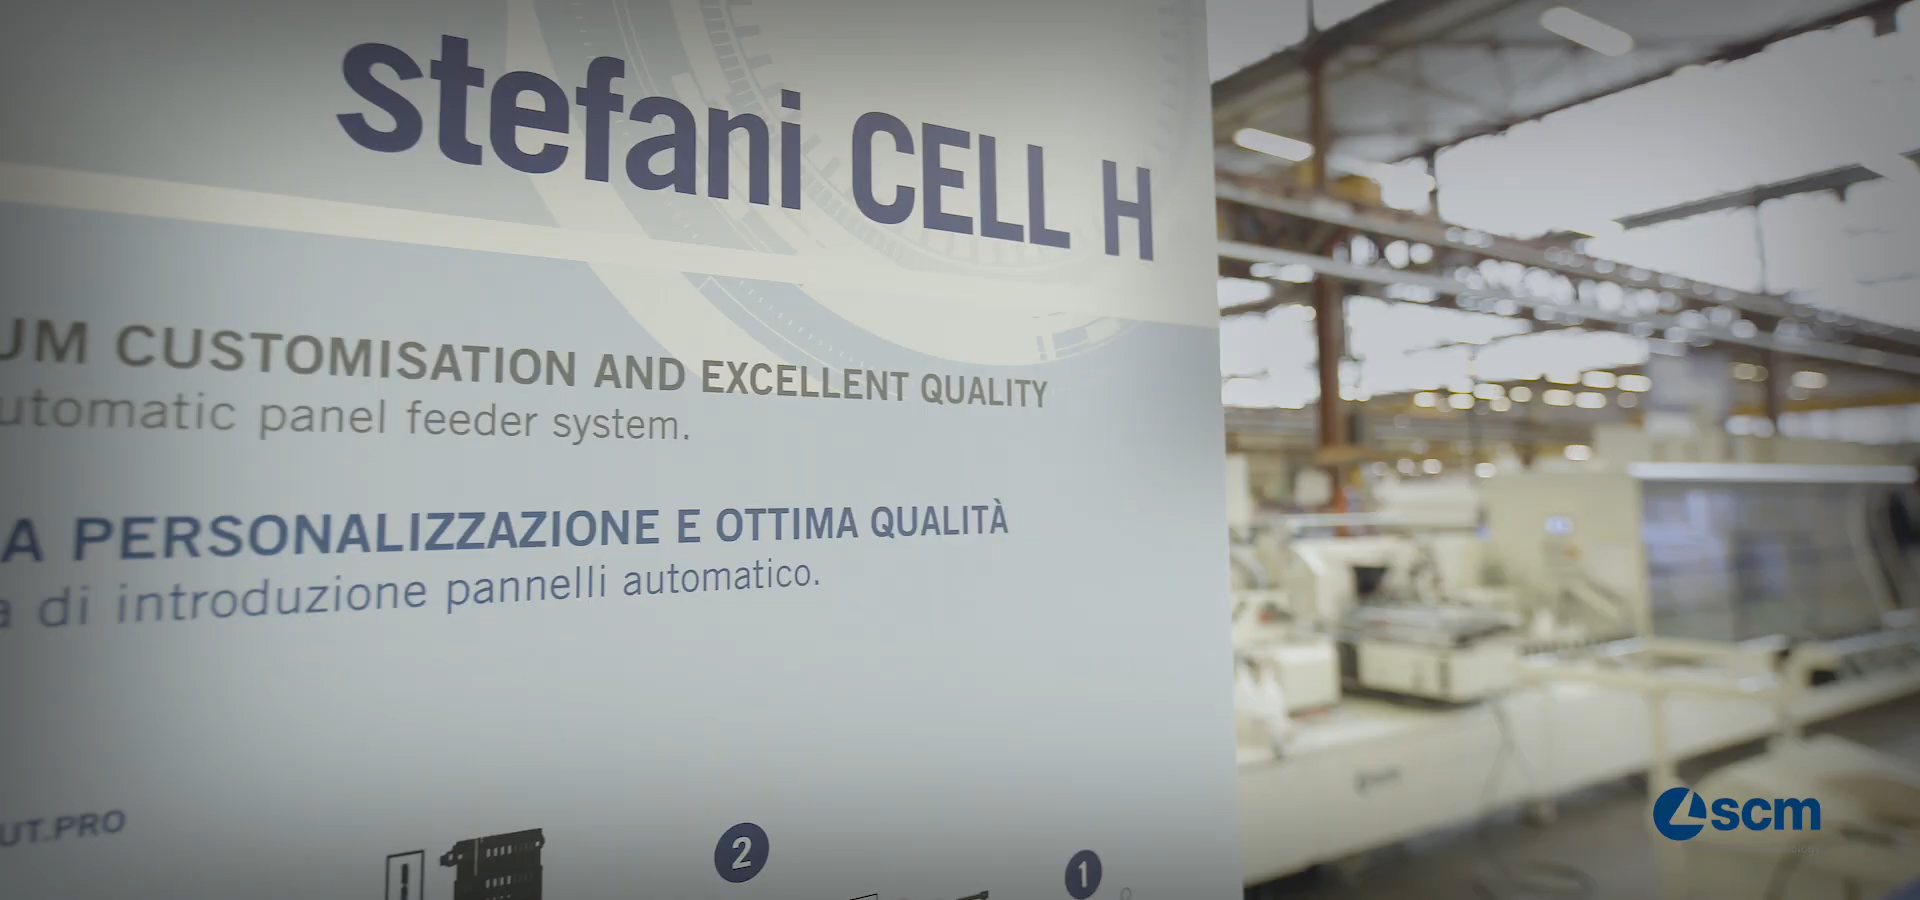 stefani CELL H
UM CUSTOMISATION AND EXCELLENT QUALITY
utomatic panel feeder system.
A PERSONALIZZAZIONE E OTTIMA QUALITÀ
a di introduzione pannelli automatico.
UT.PRO
2
1
scm